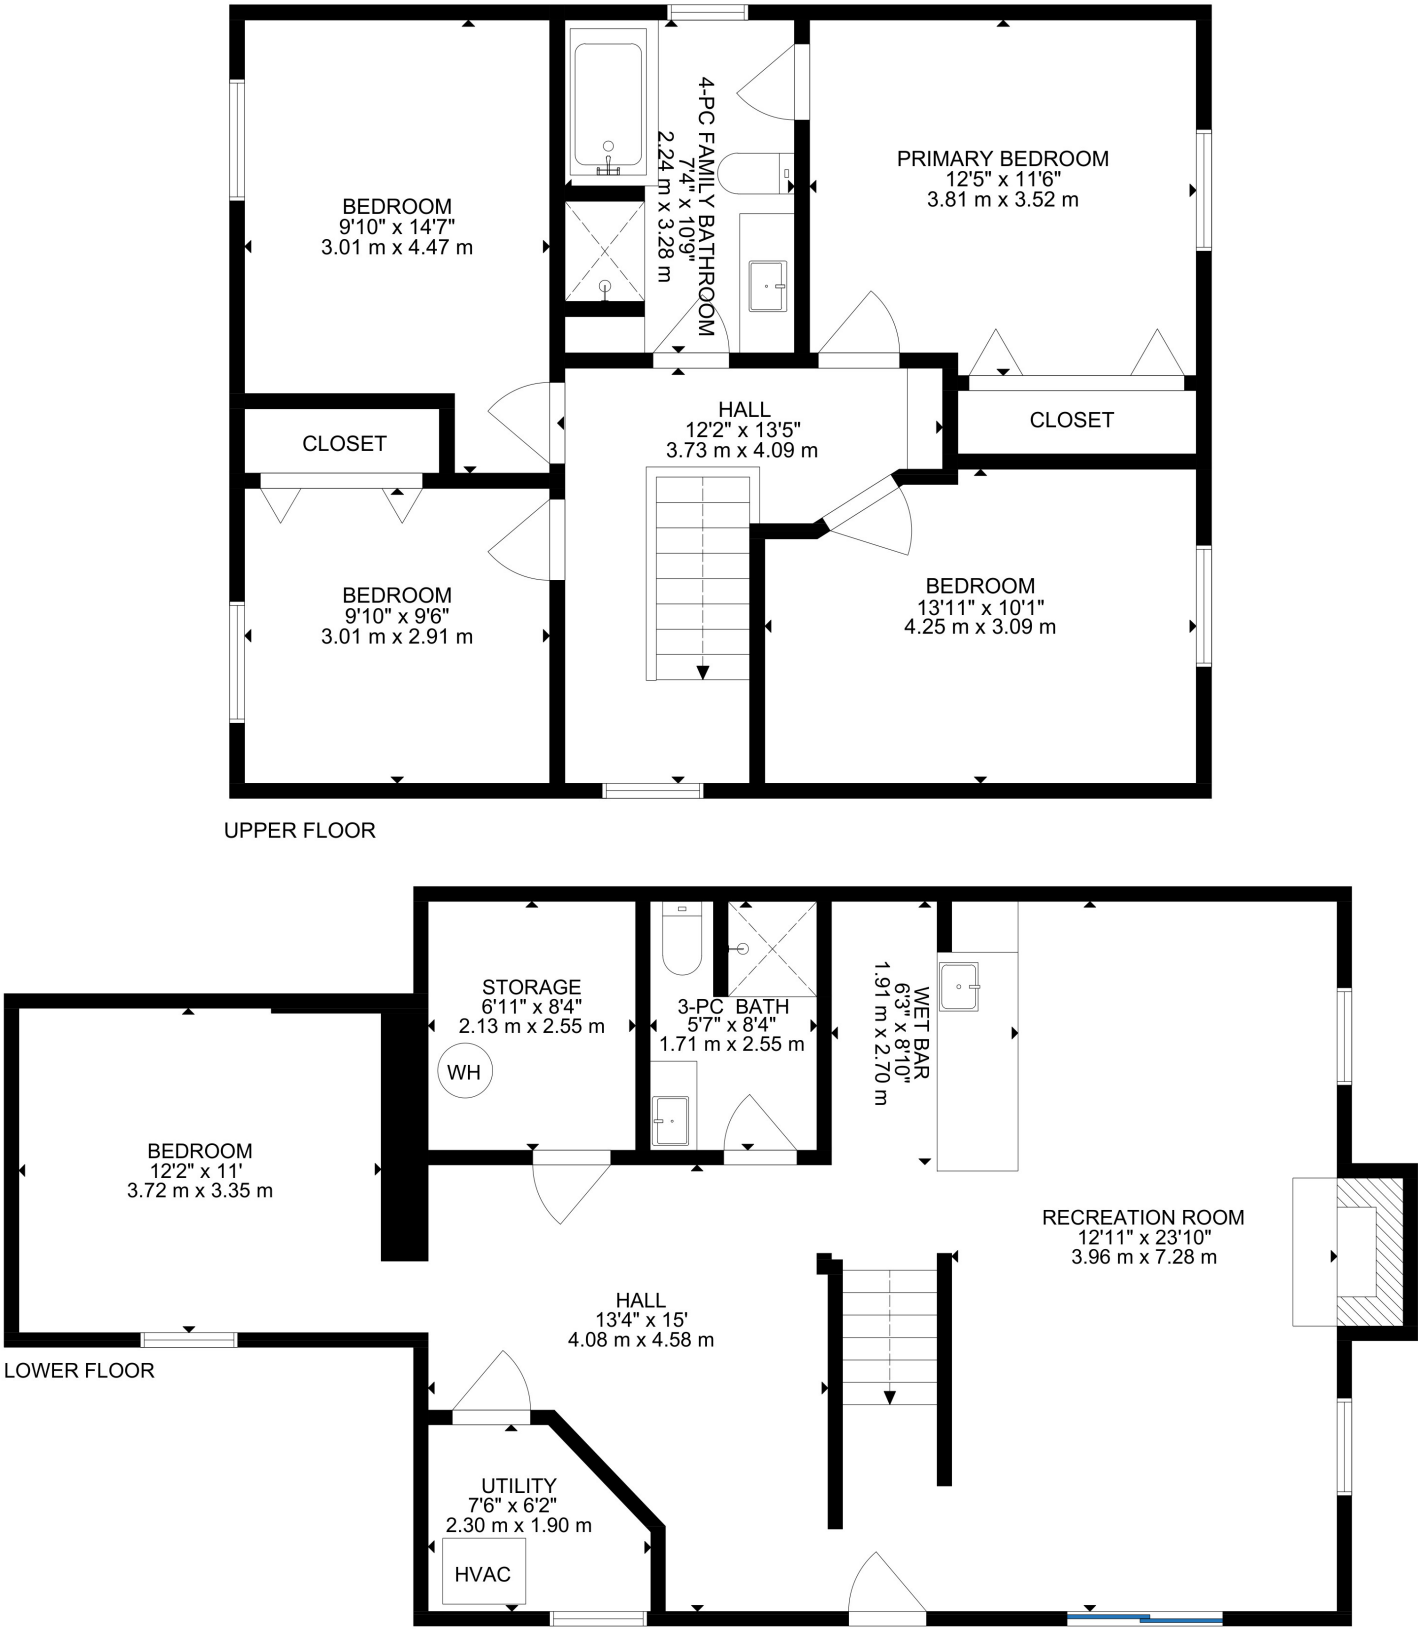 BEDROOM
9'10" x 14'7"
3.01 m x 4.47 m
4-PC FAMILY BATHROOM
7'4" x 10'9"
2.24 m x 3.28 m
PRIMARY BEDROOM
12'5" x 11'6"
3.81 m x 3.52 m
CLOSET
HALL
12'2" x 13'5"
3.73 m x 4.09 m
CLOSET
BEDROOM
9'10" x 9'6"
3.01 m x 2.91 m
BEDROOM
13'11" x 10'1"
4.25 m x 3.09 m
UPPER FLOOR
STORAGE
6'11" x 8'4"
2.13 m x 2.55 m
WH
3-PC BATH
5'7" x 8'4"
1.71 m x 2.55 m
WET BAR
6'3" x 8'10"
1.91 m x 2.70 m
BEDROOM
12'2" x 11'
3.72 m x 3.35 m
RECREATION ROOM
12'11" x 23'10"
3.96 m x 7.28 m
HALL
13'4" x 15'
4.08 m x 4.58 m
LOWER FLOOR
UTILITY
7'6" x 6'2"
2.30 m x 1.90 m
HVAC